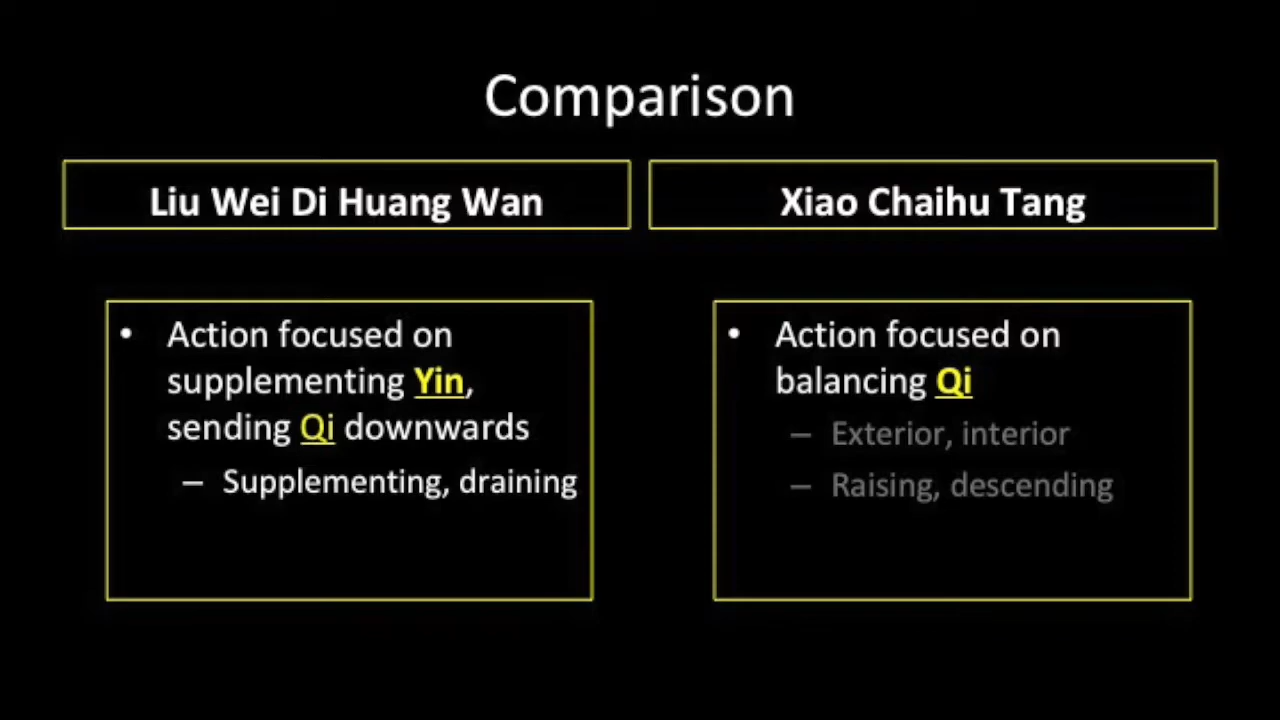 Comparison
Liu Wei Di Huang Wan
Xiao Chaihu Tang
• Action focused on
supplementing Yin,
sending Qi downwards
– Supplementing, draining
• Action focused on
balancing Qi
– Exterior, interior
– Raising, descending